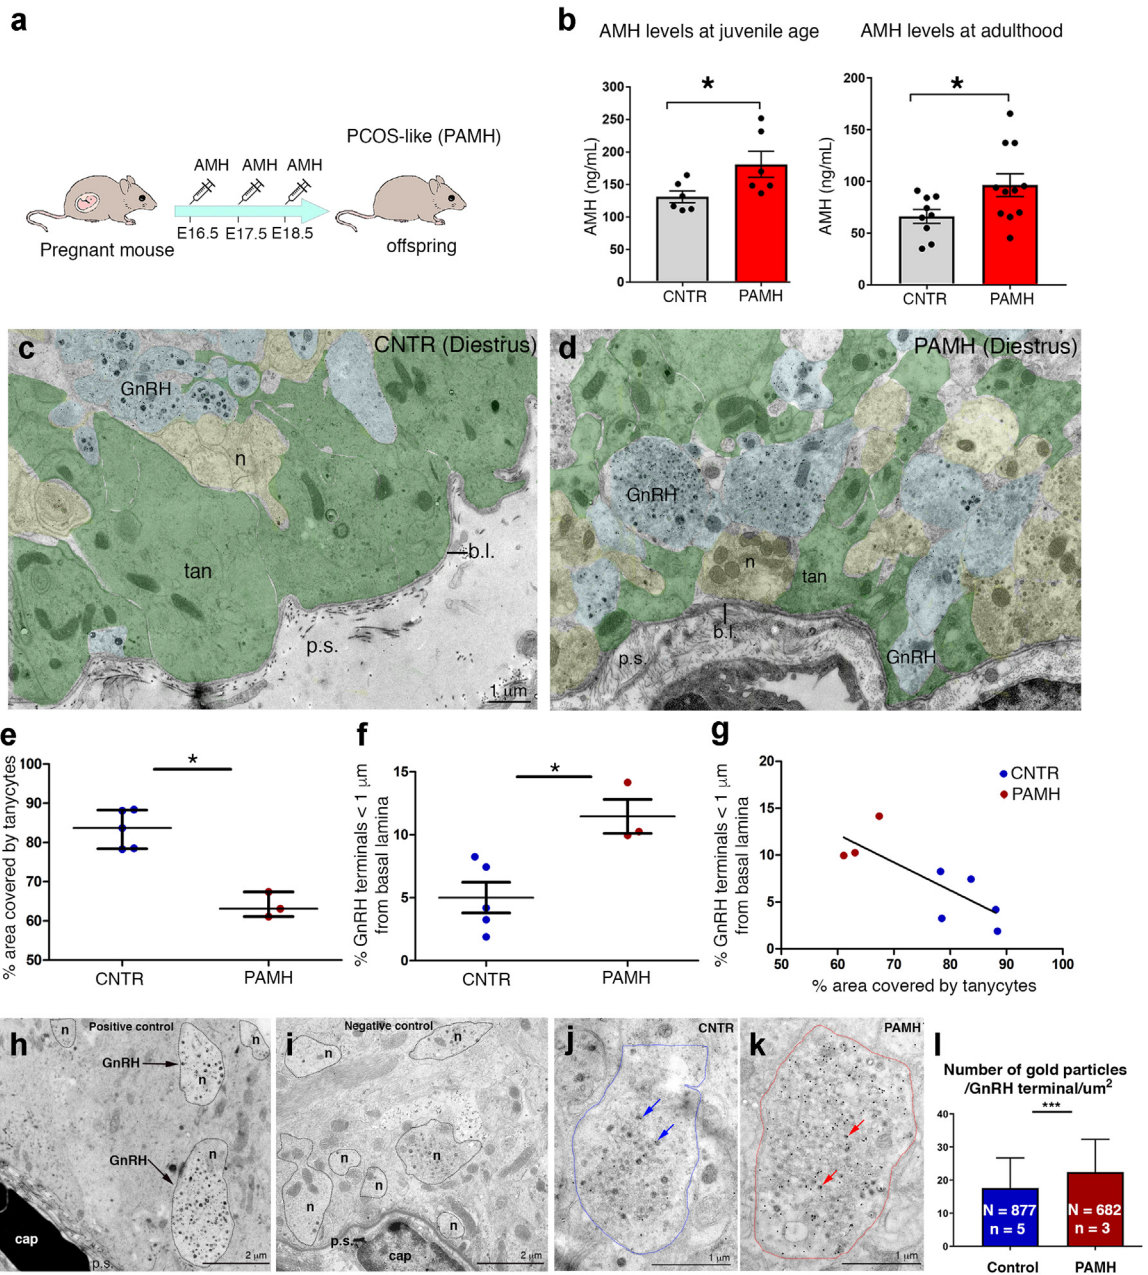 a
PCOS-like (PAMH)
AMH AMH AMH
E16.5 E17.5 E18.5
Pregnant mouse
offspring
b
AMH levels at juvenile age
AMH (ng/mL)
300
250
200
150
100
50
0
*
CNTR PAMH
AMH levels at adulthood
AMH (ng/mL)
200
150
100
50
0
*
CNTR PAMH
c
CNTR (Diestrus)
GnRH
n
b.l.
tan
p.s.
1 µm
d
PAMH (Diestrus)
GnRH
n
tan
b.l.
p.s.
GnRH
e
% area covered by tanycytes
100
90
80
70
60
50
*
CNTR PAMH
f
% GnRH terminals < 1 µm
from basal lamina
15
10
5
0
*
CNTR PAMH
g
% GnRH terminals < 1 µm
from basal lamina
20
15
10
5
0
CNTR
PAMH
50 60 70 80 90 100
% area covered by tanycytes
h
Positive control
n
n
GnRH
n
GnRH
n
cap
p.s.
2 µm
i
Negative control
n
n
n
n
n
n
n
p.s.
cap
2 µm
j
CNTR
1 µm
k
PAMH
1 µm
l
Number of gold particles
/GnRH terminal/um²
40
30
20
10
0
***
N = 877
n = 5
N = 682
n = 3
Control PAMH